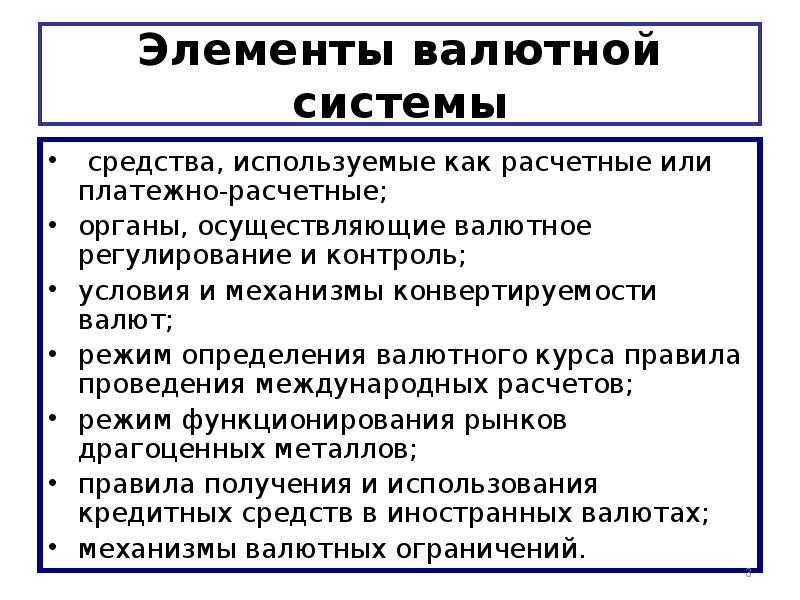 Элементы валютной
системы
• средства, используемые как расчетные или
платежно-расчетные;
• органы, осуществляющие валютное
регулирование и контроль;
• условия и механизмы конвертируемости
валют;
• режим определения валютного курса правила
проведения международных расчетов;
• режим функционирования рынков
драгоценных металлов;
• правила получения и использования
кредитных средств в иностранных валютах;
• механизмы валютных ограничений.
3